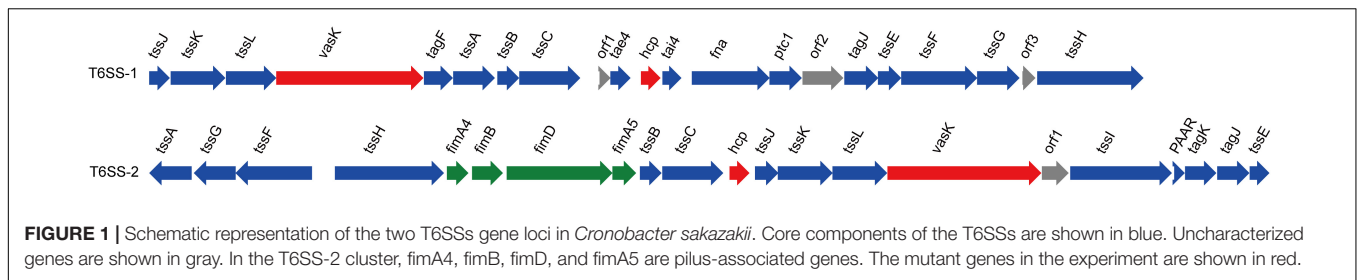 tssJ tssK tssL vasK tagF tssA tssB tssC orf1 tae4 hcp tai4 fna ptc1 orf2 tagJ tssE tssF tssG orf3 tssH
T6SS-1
tssA tssG tssF tssH fimA4 fimB fimD fimA5 tssB tssC hcp tssJ tssK tssL vasK orf1 tssI PAAR tagK tagJ tssE
T6SS-2
FIGURE 1 | Schematic representation of the two T6SSs gene loci in Cronobacter sakazakii. Core components of the T6SSs are shown in blue. Uncharacterized
genes are shown in gray. In the T6SS-2 cluster, fimA4, fimB, fimD, and fimA5 are pilus-associated genes. The mutant genes in the experiment are shown in red.